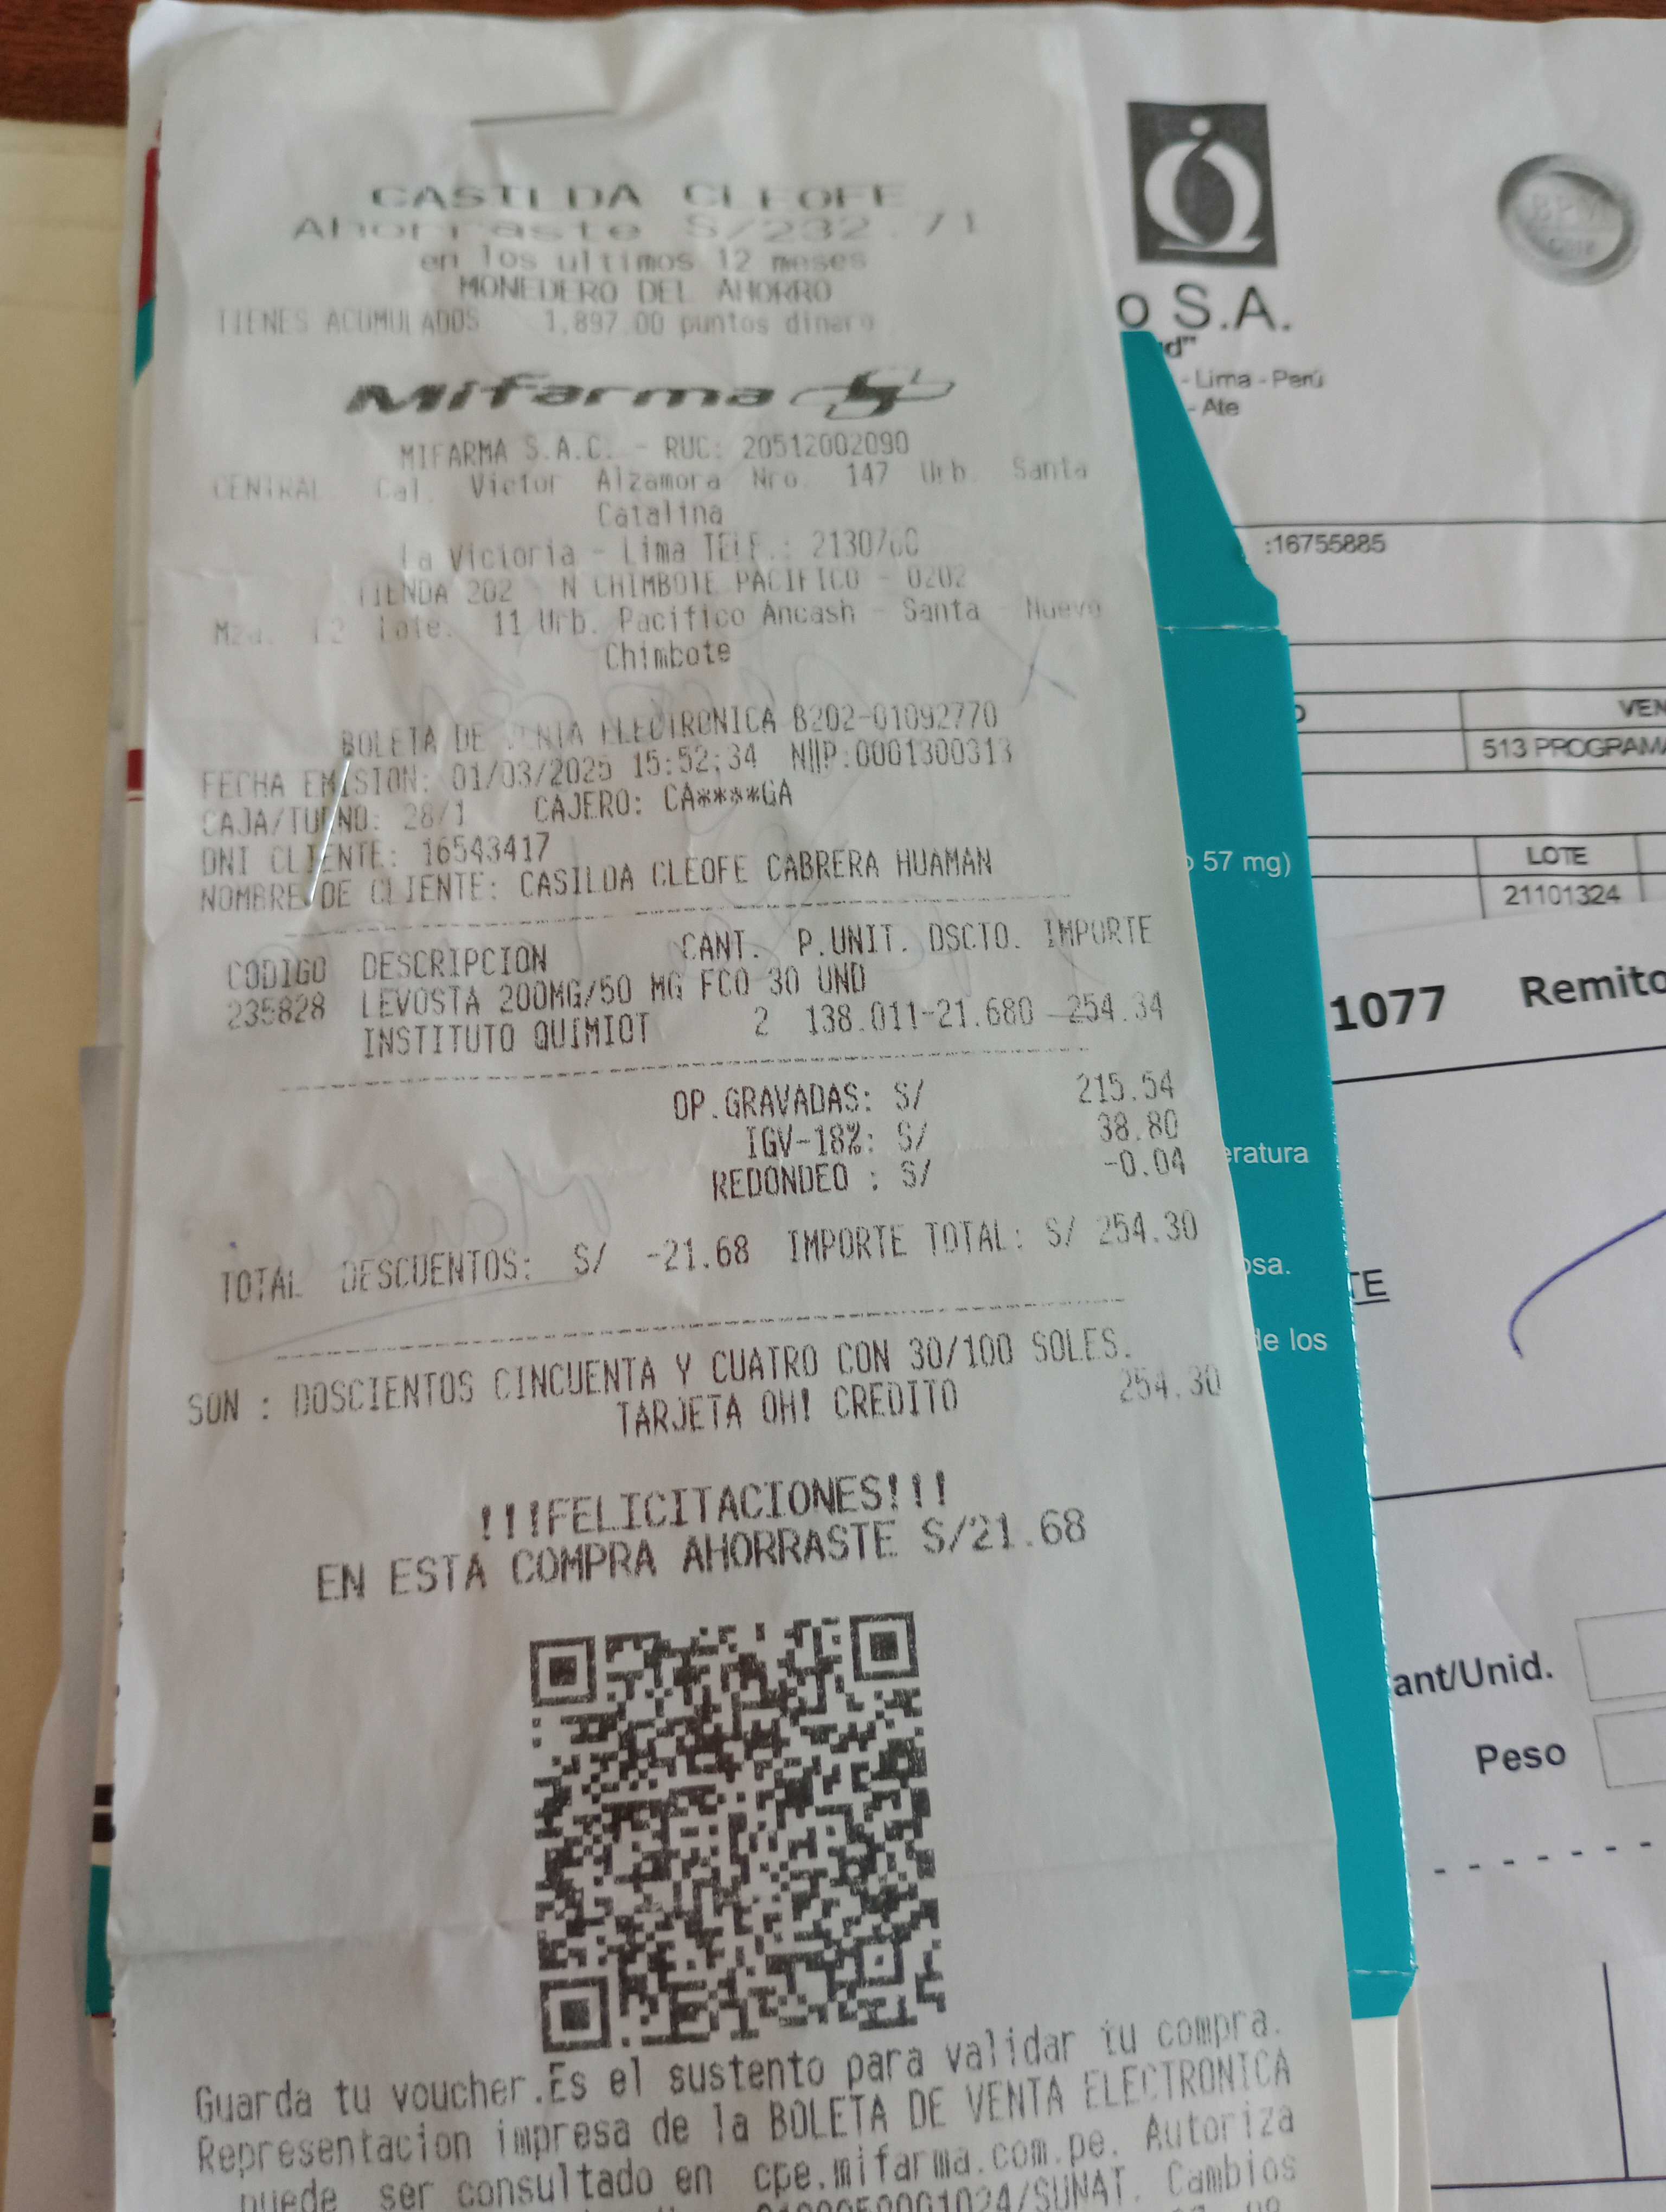 CASILDA CLEOFE
Ahorraste S/232.71
en los ultimos 12 meses
MONEDERO DEL AHORRO
TIENES ACUMULADOS 1,897.00 puntos dinero
Mifarma
MIFARMA S.A.C. - RUC: 20512002090
CENTRAL Cal. Victor Alzamora Nro. 147 Urb. Santa
Catalina
La Victoria - Lima TELF.: 2130760
TIENDA 202 - N CHIMBOTE PACIFICO - 0202
Mza. Lote. 11 Urb. Pacifico Ancash - Santa - Nuevo
Chimbote
BOLETA DE VENTA ELECTRONICA B202-01092770
FECHA EMISION: 01/03/2025 15:52:34 N||P:0001300313
CAJA/TURNO: 28/1 CAJERO: CA****GA
DNI CLIENTE: 16543417
NOMBRE DE CLIENTE: CASILDA CLEOFE CABRERA HUAMAN
CODIGO DESCRIPCION CANT. P.UNIT. DSCTO. IMPORTE
235828 LEVOSTA 200MG/50 MG FCO 30 UND
INSTITUTO QUIMIOT 2 138.011-21.680 254.34
OP.GRAVADAS: S/ 215.54
IGV-18%: S/ 38.80
REDONDEO : S/ -0.04
TOTAL DESCUENTOS: S/ -21.68 IMPORTE TOTAL: S/ 254.30
SON : DOSCIENTOS CINCUENTA Y CUATRO CON 30/100 SOLES.
TARJETA OH! CREDITO 254.30
!!!FELICITACIONES!!!
EN ESTA COMPRA AHORRASTE S/21.68
Guarda tu voucher.Es el sustento para validar tu compra.
Representacion impresa de la BOLETA DE VENTA ELECTRONICA
puede ser consultado en cpe.mifarma.com.pe. Autoriza
/SUNAT. Cambios
o S.A.
d"
- Lima - Perú
- Ate
:16755885
VEN
513 PROGRAMA
LOTE
21101324
57 mg)
1077 Remito
eratura
osa.
TE
de los
ant/Unid.
Peso